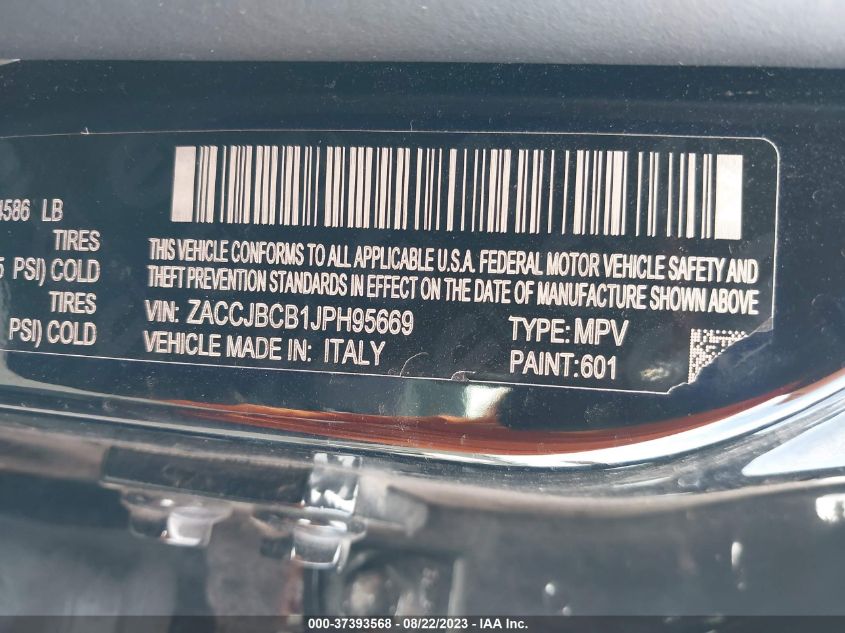 4586 LB
TIRES
5 PSI) COLD
TIRES
PSI) COLD
THIS VEHICLE CONFORMS TO ALL APPLICABLE U.S.A. FEDERAL MOTOR VEHICLE SAFETY AND
THEFT PREVENTION STANDARDS IN EFFECT ON THE DATE OF MANUFACTURE SHOWN ABOVE
VIN: ZACCJBCB1JPH95669
TYPE: MPV
VEHICLE MADE IN: ITALY
PAINT:601
000-37393568 - 08/22/2023 - IAA Inc.